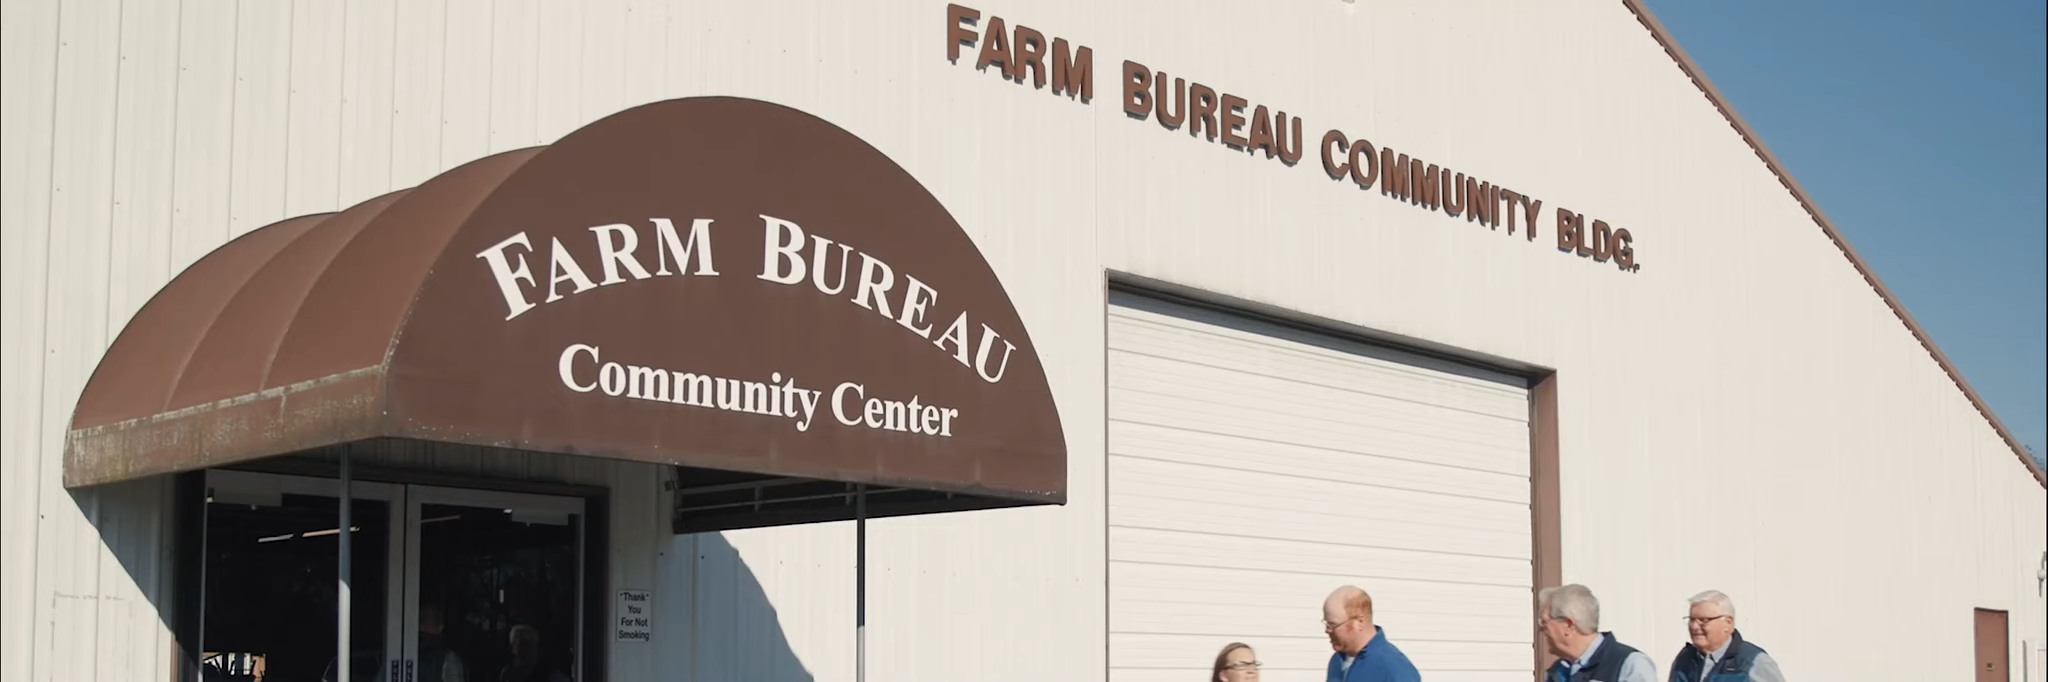 FARM BUREAU COMMUNITY BLDG.
FARM BUREAU
Community Center
"Thank"
You
For Not
Smoking